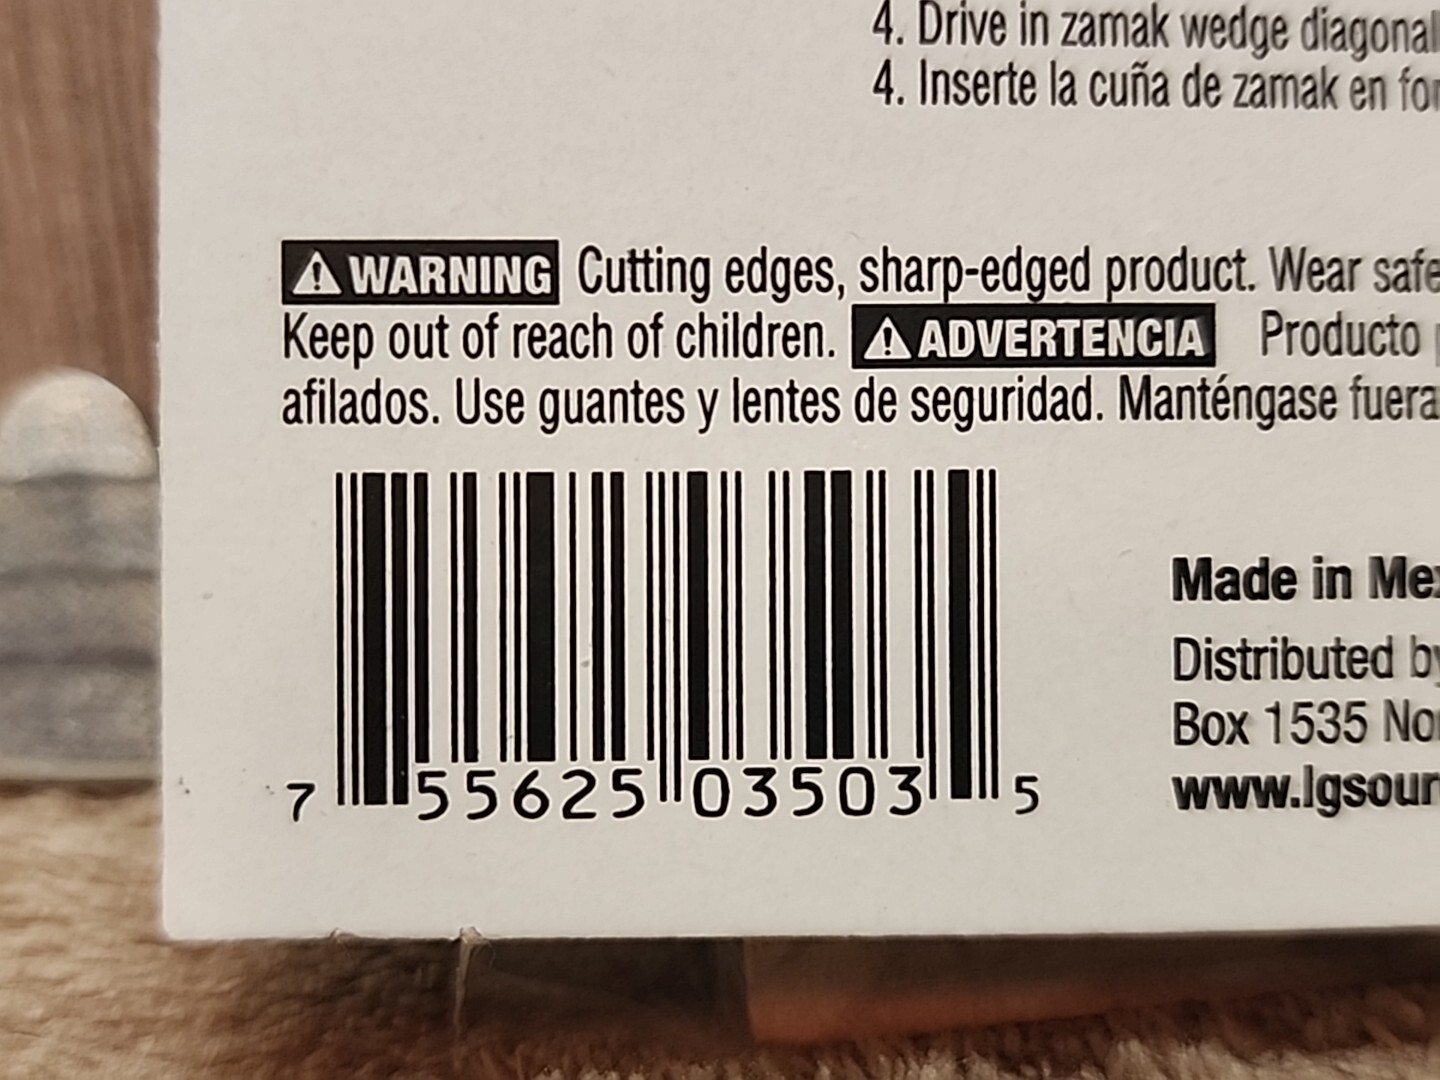 4. Drive in zamak wedge
4. Inserte la cuña de zamak en
WARNING Cutting edges, sharp-edged product. Wear
Keep out of reach of children. ADVERTENCIA Producto
afilados. Use guantes y lentes de seguridad. Manténgase
Made in
Distributed
Box 1535
7 55625 03503 5